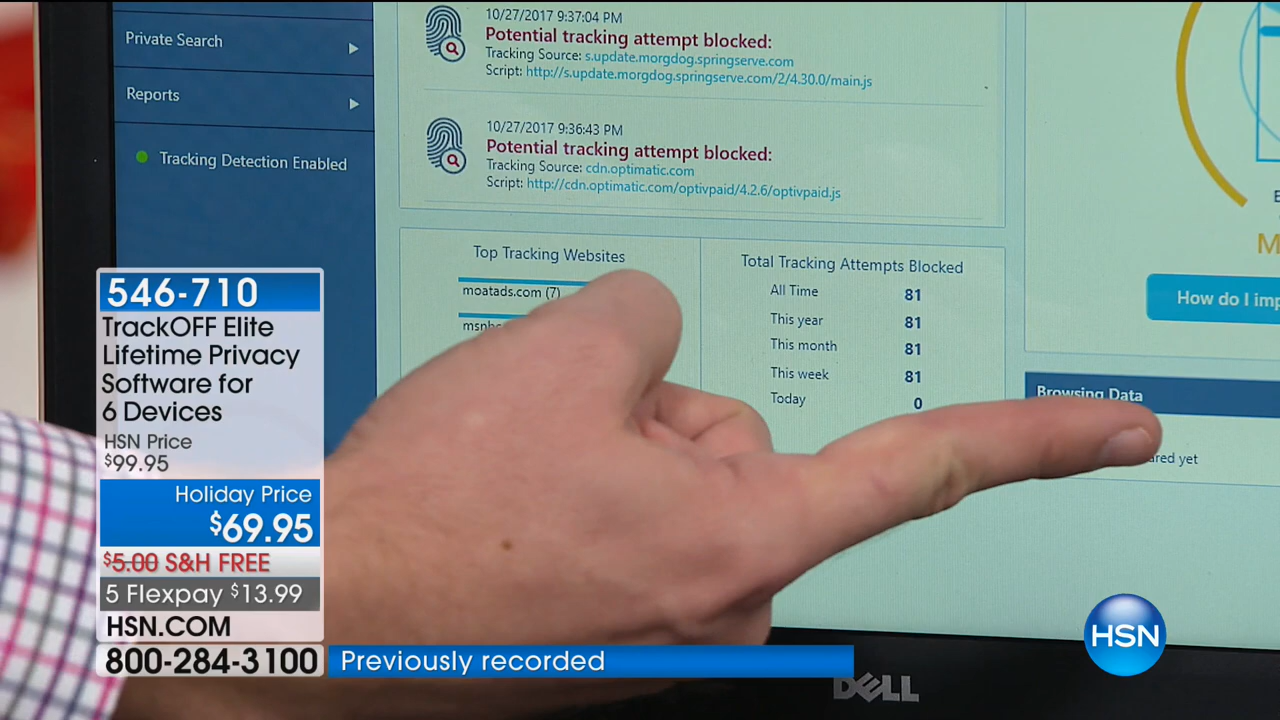 Private Search
Reports
Tracking Detection Enabled
10/27/2017 9:37:04 PM
Potential tracking attempt blocked:
Tracking Source: s.update.morgdog.springserve.com
Script: http://s.update.morgdog.springserve.com/2/4.30.0/main.js
10/27/2017 9:36:43 PM
Potential tracking attempt blocked:
Tracking Source: cdn.optimatic.com
Script: http://cdn.optimatic.com/optivpaid/4.2.6/optivpaid.js
Top Tracking Websites
moatads.com (7)
Total Tracking Attempts Blocked
All Time 81
This year 81
This month 81
This week 81
Today 0
How do I
Browsing Data
yet
546-710
TrackOFF Elite
Lifetime Privacy
Software for
6 Devices
HSN Price
$99.95
Holiday Price
$69.95
$5.00 S&H FREE
5 Flexpay $13.99
HSN.COM
800-284-3100
Previously recorded
HSN
DELL